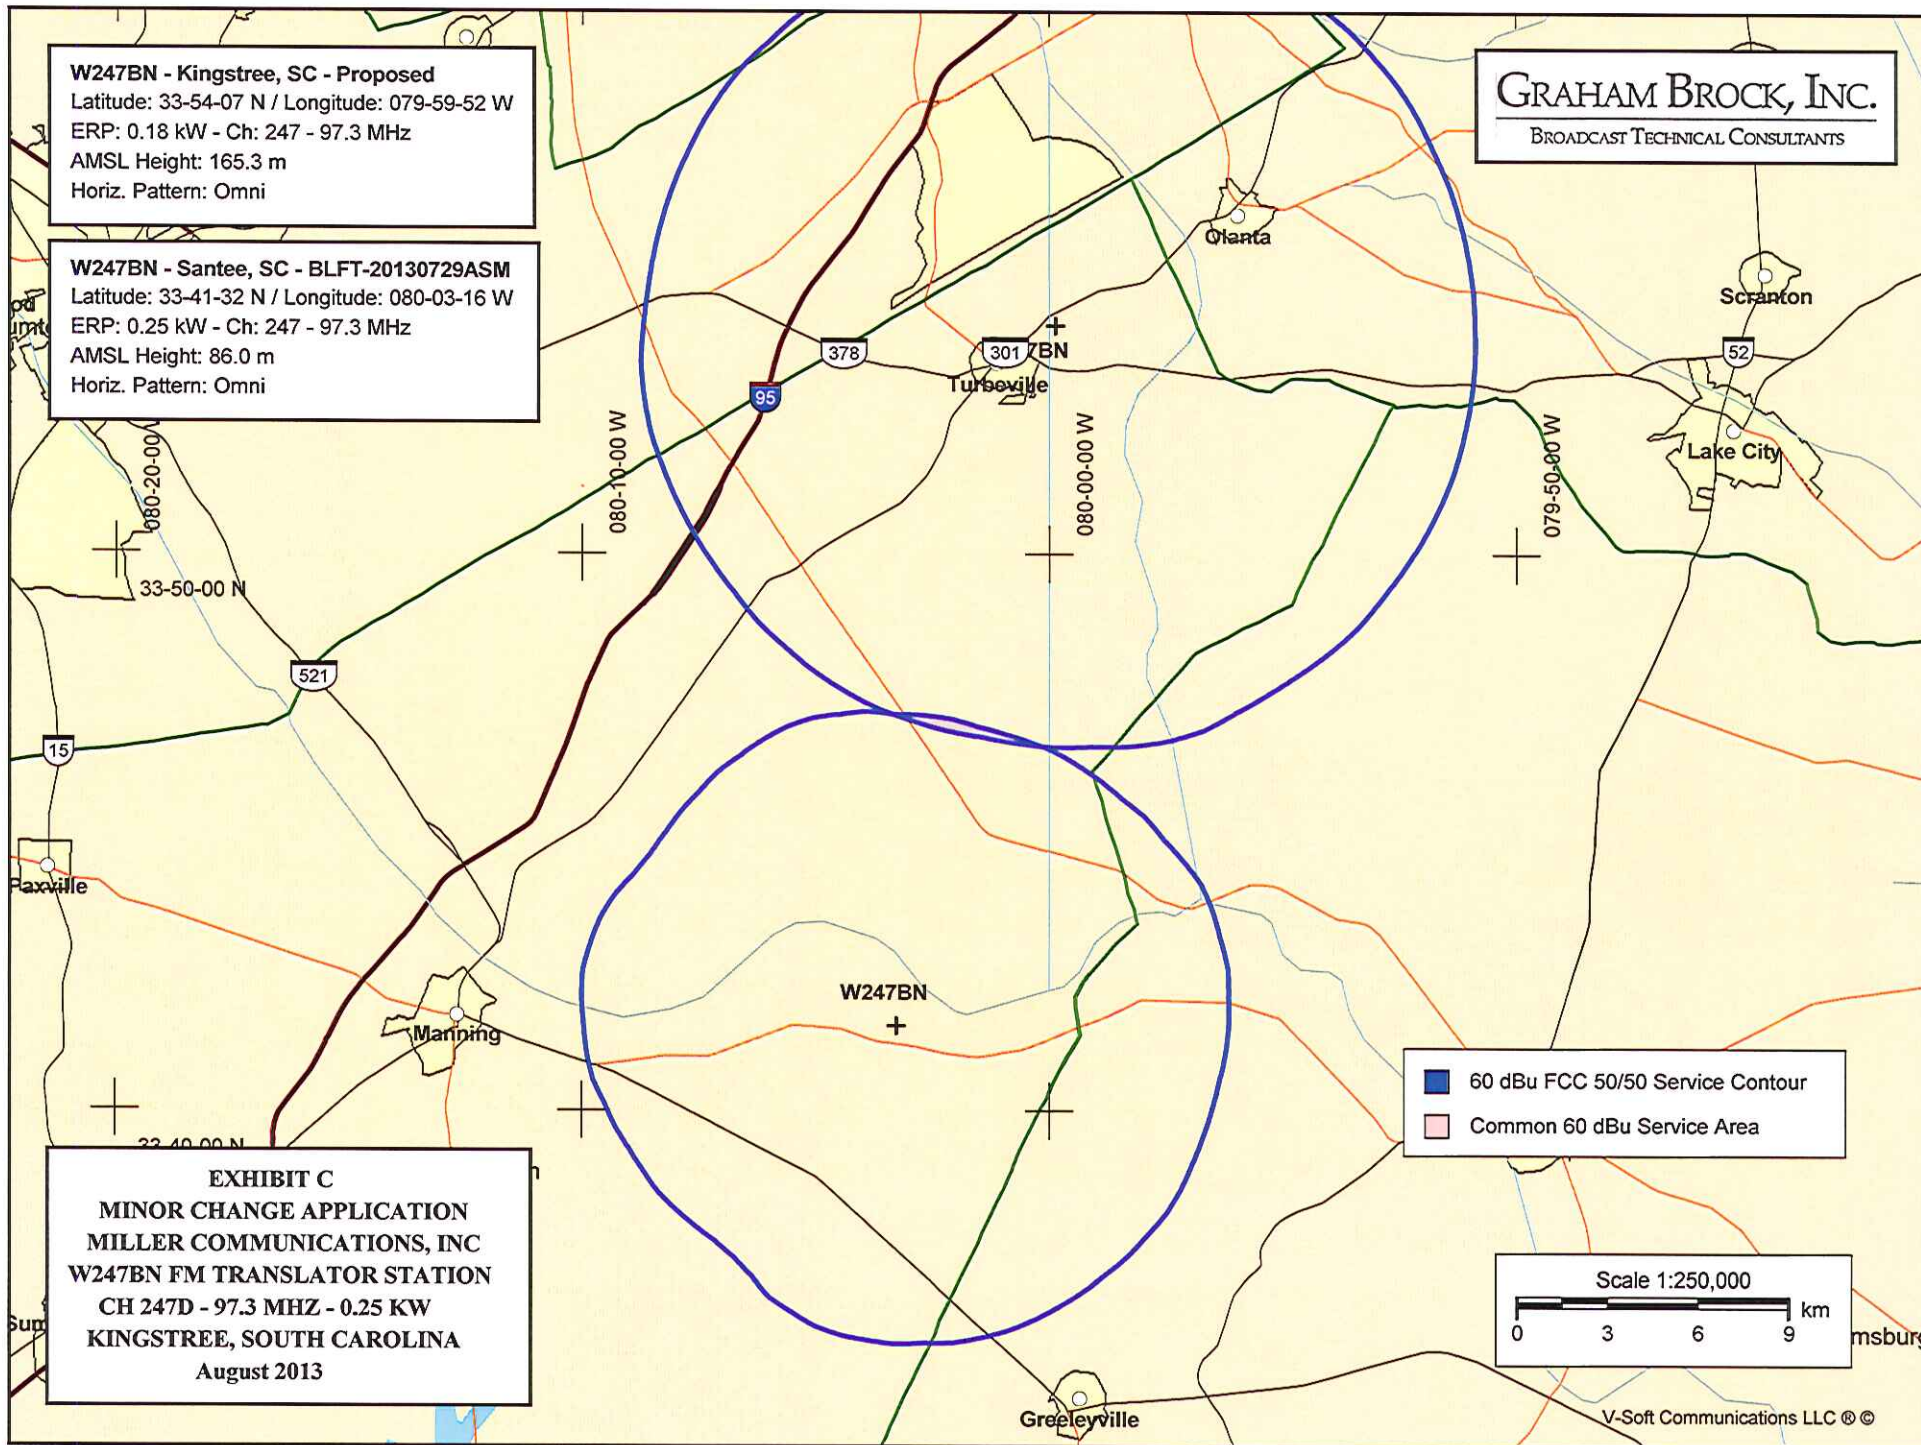 W247BN - Kingstree, SC - Proposed
Latitude: 33-54-07 N / Longitude: 079-59-52 W
ERP: 0.18 kW - Ch: 247 - 97.3 MHz
AMSL Height: 165.3 m
Horiz. Pattern: Omni
W247BN - Santee, SC - BLFT-20130729ASM
Latitude: 33-41-32 N / Longitude: 080-03-16 W
ERP: 0.25 kW - Ch: 247 - 97.3 MHz
AMSL Height: 86.0 m
Horiz. Pattern: Omni
GRAHAM BROCK, INC.
BROADCAST TECHNICAL CONSULTANTS
Olanta
Scranton
378
301
7BN
52
Turbeville
95
Lake City
080-20-00 W
080-10-00 W
080-00-00 W
079-50-00 W
33-50-00 N
521
15
Paxville
W247BN
Manning
33-40-00 N
60 dBu FCC 50/50 Service Contour
Common 60 dBu Service Area
EXHIBIT C
MINOR CHANGE APPLICATION
MILLER COMMUNICATIONS, INC
W247BN FM TRANSLATOR STATION
CH 247D - 97.3 MHZ - 0.25 KW
KINGSTREE, SOUTH CAROLINA
August 2013
Sum
Scale 1:250,000
km
0 3 6 9
msburg
Greeleyville
V-Soft Communications LLC ® ©